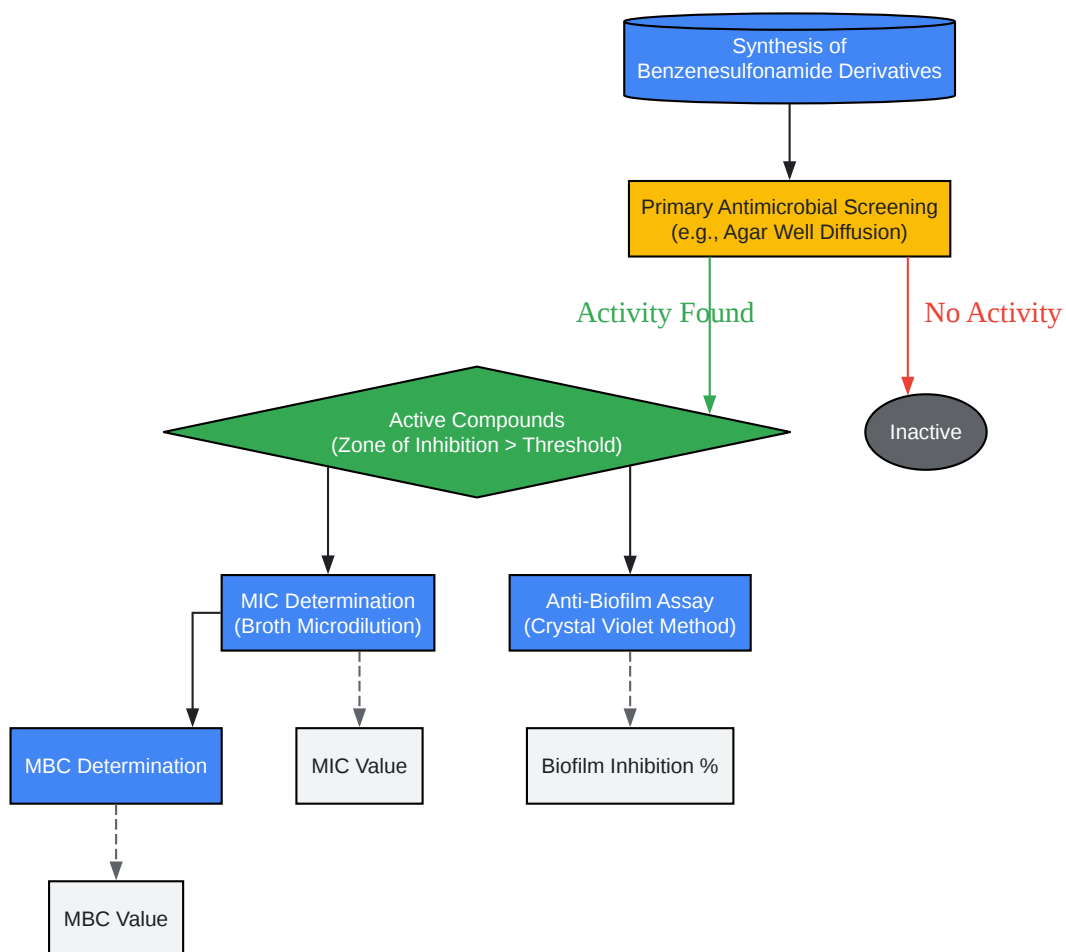 Synthesis of
Benzenesulfonamide Derivatives
Primary Antimicrobial Screening
(e.g., Agar Well Diffusion)
Activity Found
No Activity
Active Compounds
(Zone of Inhibition > Threshold)
Inactive
MIC Determination
(Broth Microdilution)
Anti-Biofilm Assay
(Crystal Violet Method)
MBC Determination
MIC Value
Biofilm Inhibition %
MBC Value